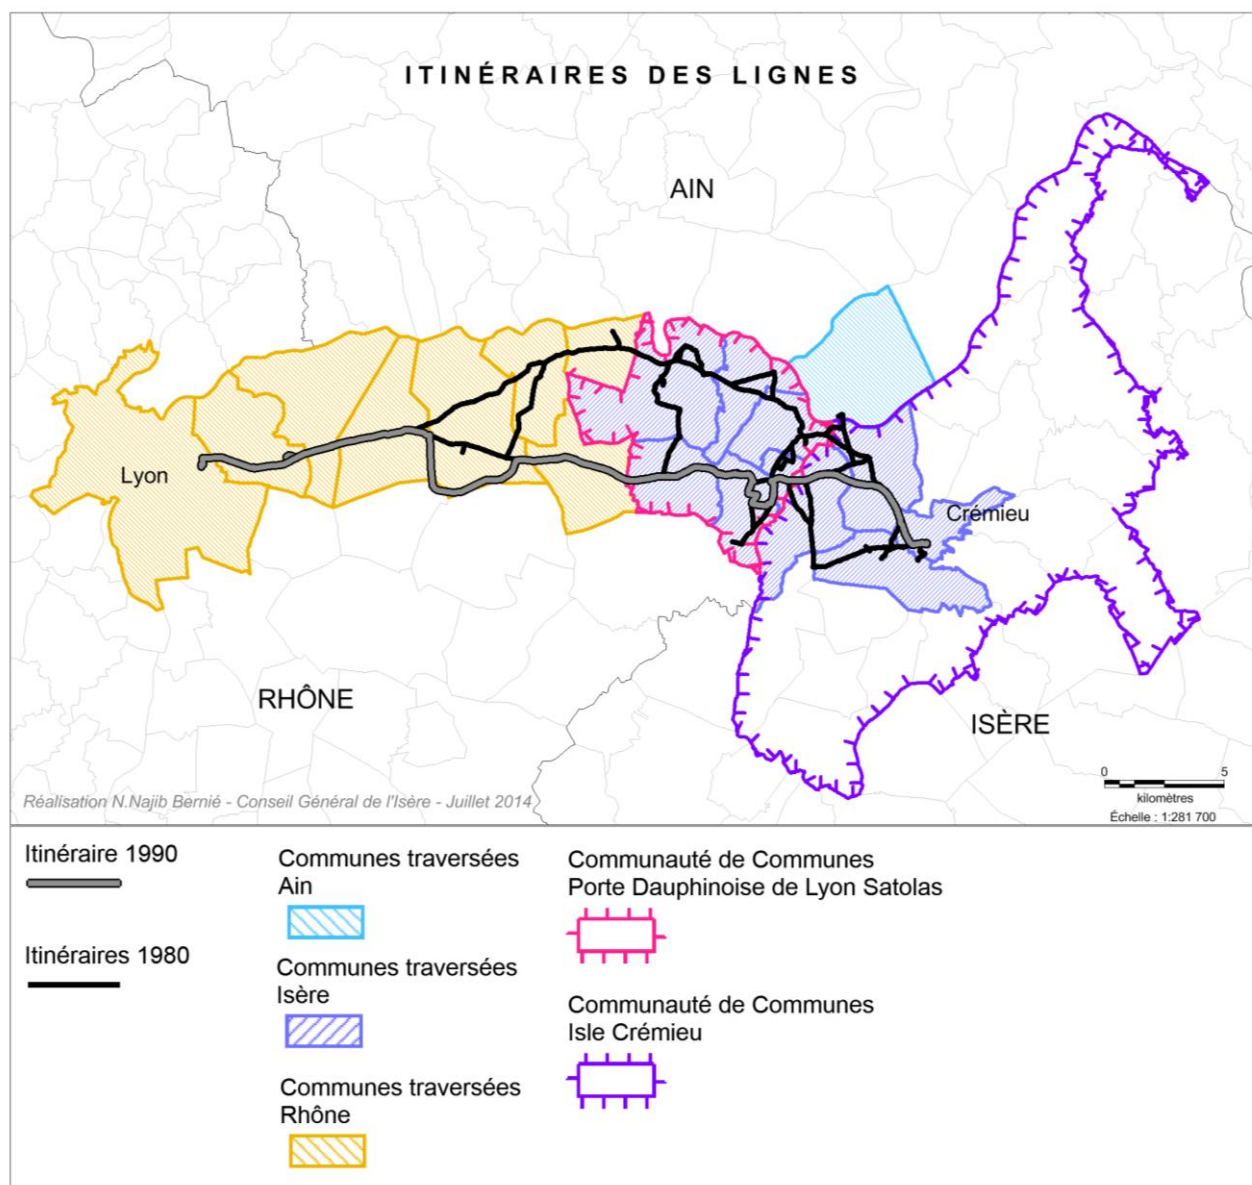 ITINÉRAIRES DES LIGNES
AIN
Lyon
Crémieu
RHÔNE
ISÈRE
0 5
kilomètres
Échelle : 1:281 700
Réalisation N.Najib Bernié - Conseil Général de l'Isère - Juillet 2014
Itinéraire 1990
Itinéraires 1980
Communes traversées
Ain
Communes traversées
Isère
Communes traversées
Rhône
Communauté de Communes
Porte Dauphinoise de Lyon Satolas
Communauté de Communes
Isle Crémieu